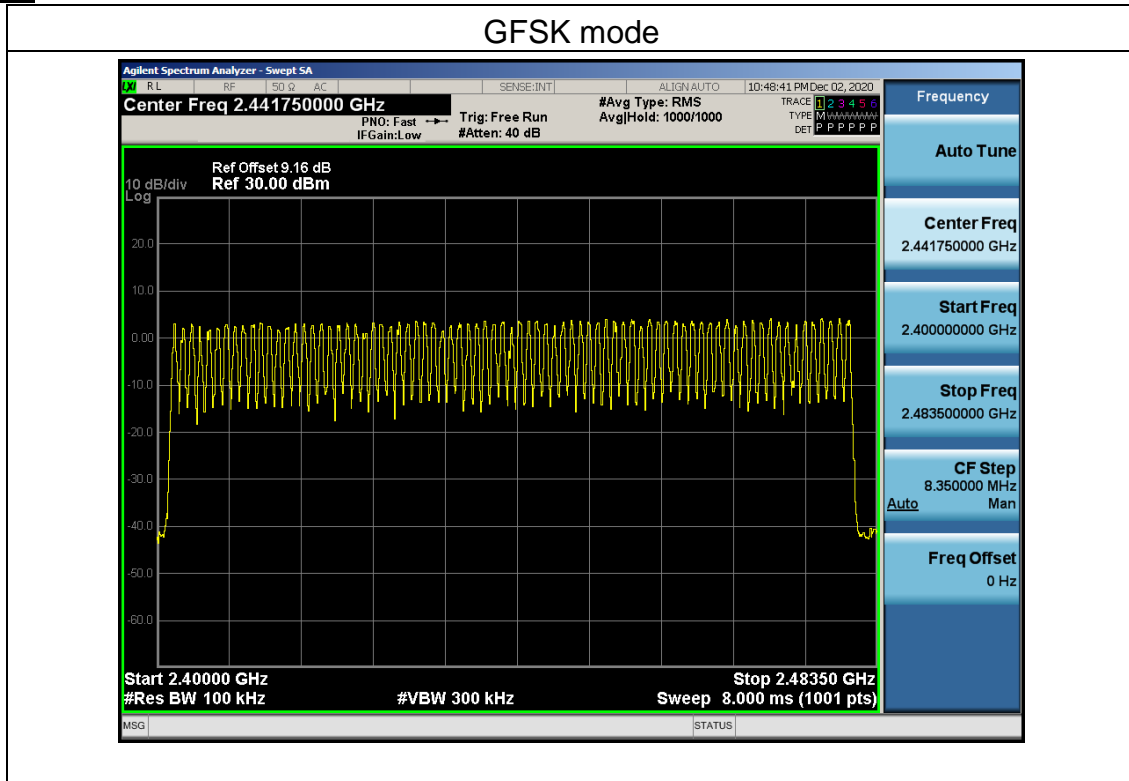 GFSK mode
Agilent Spectrum Analyzer - Swept SA
LXI RL RF 50 Ω AC SENSE:INT ALIGNAUTO 10:48:41 PM Dec 02, 2020
Center Freq 2.441750000 GHz
PNO: Fast
IFGain:Low
Trig: Free Run
#Atten: 40 dB
#Avg Type: RMS
Avg|Hold: 1000/1000
TRACE 1 2 3 4 5 6
TYPE M
DET P P P P P P
Ref Offset 9.16 dB
10 dB/div Ref 30.00 dBm
Log
20.0
10.0
0.00
-10.0
-20.0
-30.0
-40.0
-50.0
-60.0
Start 2.40000 GHz Stop 2.48350 GHz
#Res BW 100 kHz #VBW 300 kHz Sweep 8.000 ms (1001 pts)
MSG STATUS
Frequency
Auto Tune
Center Freq
2.441750000 GHz
Start Freq
2.400000000 GHz
Stop Freq
2.483500000 GHz
CF Step
8.350000 MHz
Auto Man
Freq Offset
0 Hz